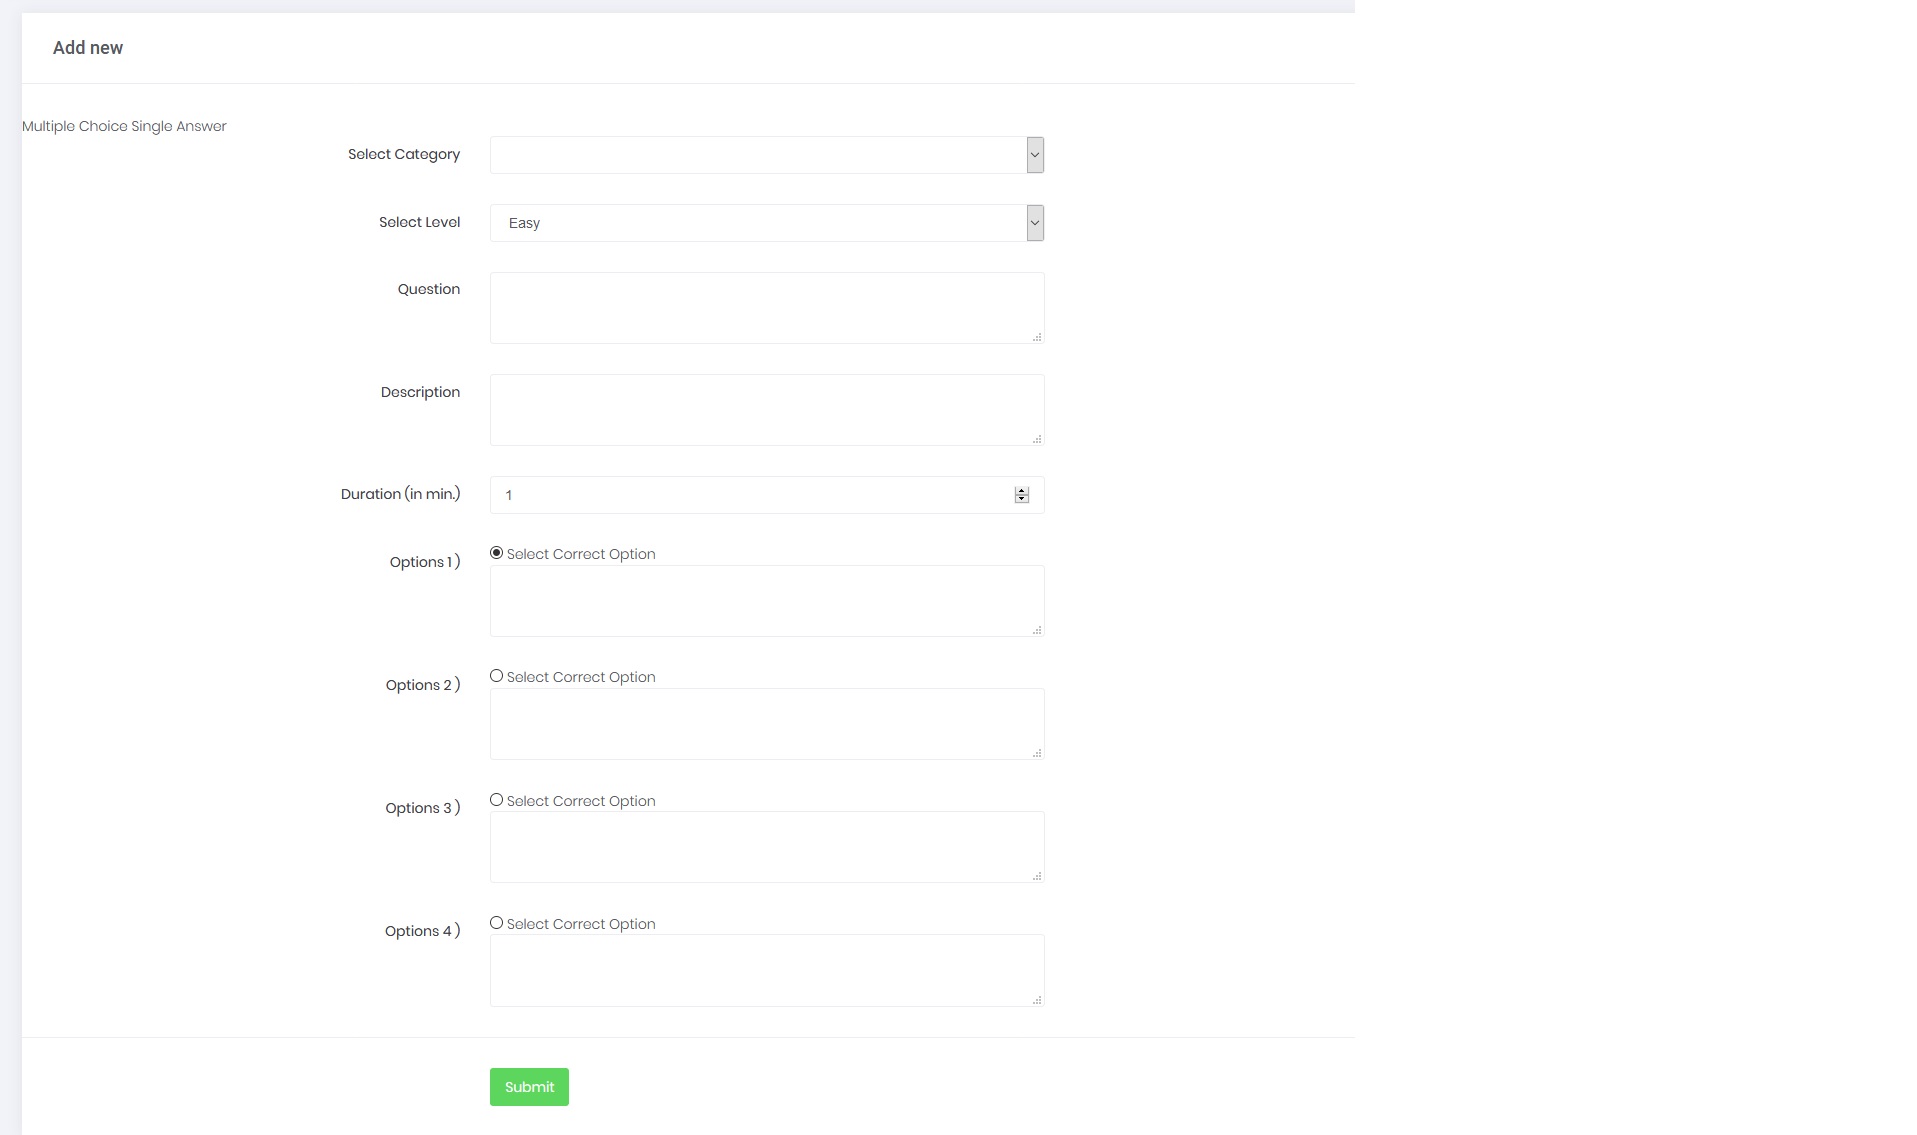 Add new
Multiple Choice Single Answer
Select Category
Select Level
Easy
Question
Description
Duration (in min.)
1
Options 1 )
Select Correct Option
Options 2 )
Select Correct Option
Options 3 )
Select Correct Option
Options 4 )
Select Correct Option
Submit